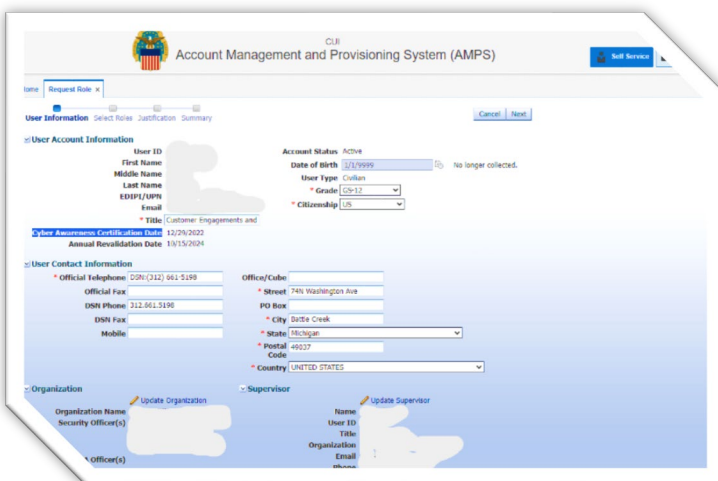 CUI
Account Management and Provisioning System (AMPS)
Self Service
Home
Request Role x
User Information Select Roles Justification Summary
Cancel Next
User Account Information
User ID
First Name
Middle Name
Last Name
EDIPI/UPN
Email
* Title Customer Engagements and
Cyber Awareness Certification Date 12/29/2022
Annual Revalidation Date 10/15/2024
Account Status Active
Date of Birth 1/1/9999 No longer collected.
User Type Civilian
* Grade GS-12
* Citizenship US
User Contact Information
* Official Telephone DSN:(312) 661-5198
Official Fax
DSN Phone 312.661.5198
DSN Fax
Mobile
Office/Cube
* Street 74N Washington Ave
PO Box
* City Battle Creek
* State Michigan
* Postal
Code 49037
* Country UNITED STATES
Organization
Update Organization
Organization Name
Security Officer(s)
Officer(s)
Supervisor
Update Supervisor
Name
User ID
Title
Organization
Email
Phone